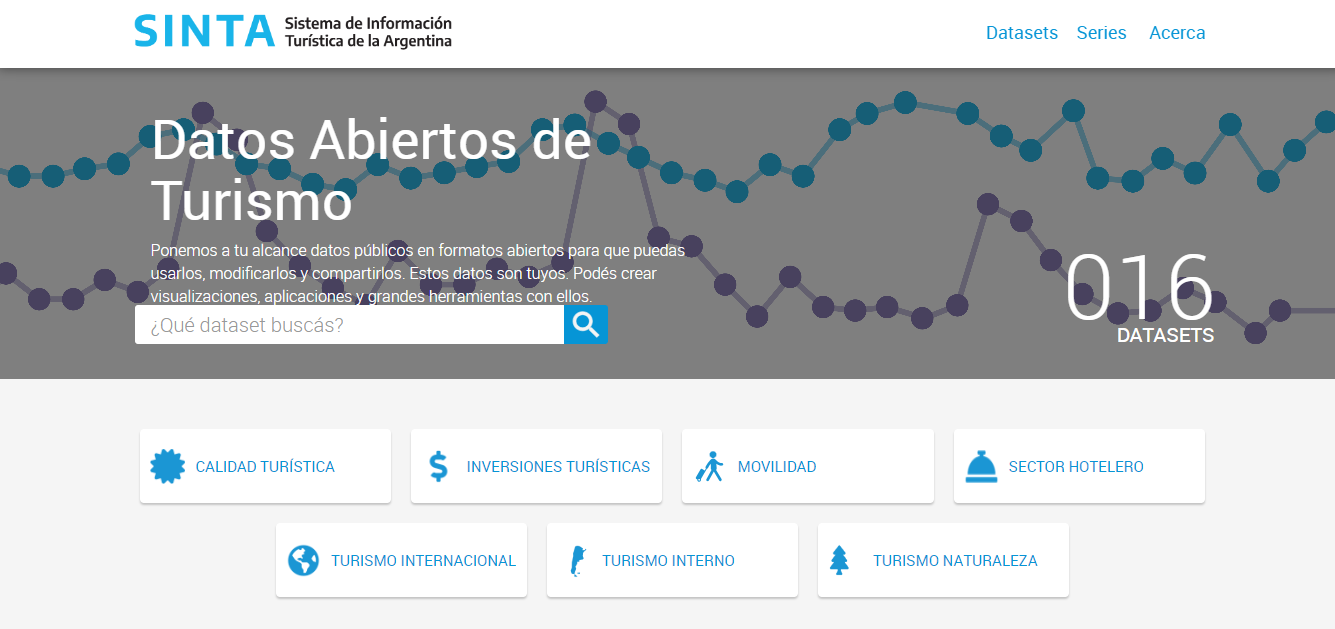 SINTA
Sistema de Información
Turística de la Argentina
Datasets Series Acerca
Datos Abiertos de
Turismo
Ponemos a tu alcance datos públicos en formatos abiertos para que puedas
usarlos, modificarlos y compartirlos. Estos datos son tuyos. Podés crear
visualizaciones, aplicaciones y grandes herramientas con ellos.
¿Qué dataset buscás?
016
DATASETS
CALIDAD TURÍSTICA
INVERSIONES TURÍSTICAS
MOVILIDAD
SECTOR HOTELERO
TURISMO INTERNACIONAL
TURISMO INTERNO
TURISMO NATURALEZA